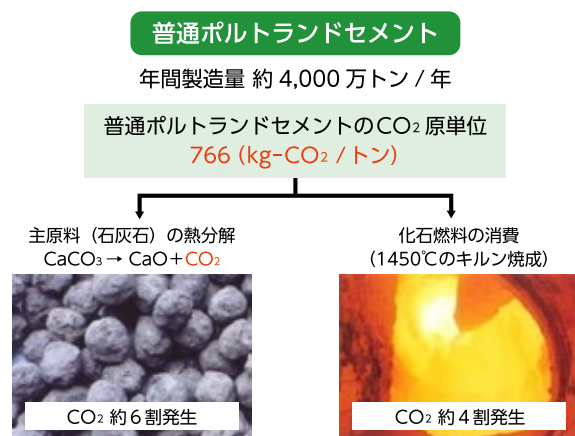 普通ポルトランドセメント
年間製造量 約 4,000 万トン / 年
普通ポルトランドセメントのCO₂ 原単位
766 (kg-CO₂ / トン)
主原料（石灰石）の熱分解
CaCO₃ → CaO＋CO₂
化石燃料の消費
（1450℃のキルン焼成）
CO₂ 約６割発生
CO₂ 約４割発生